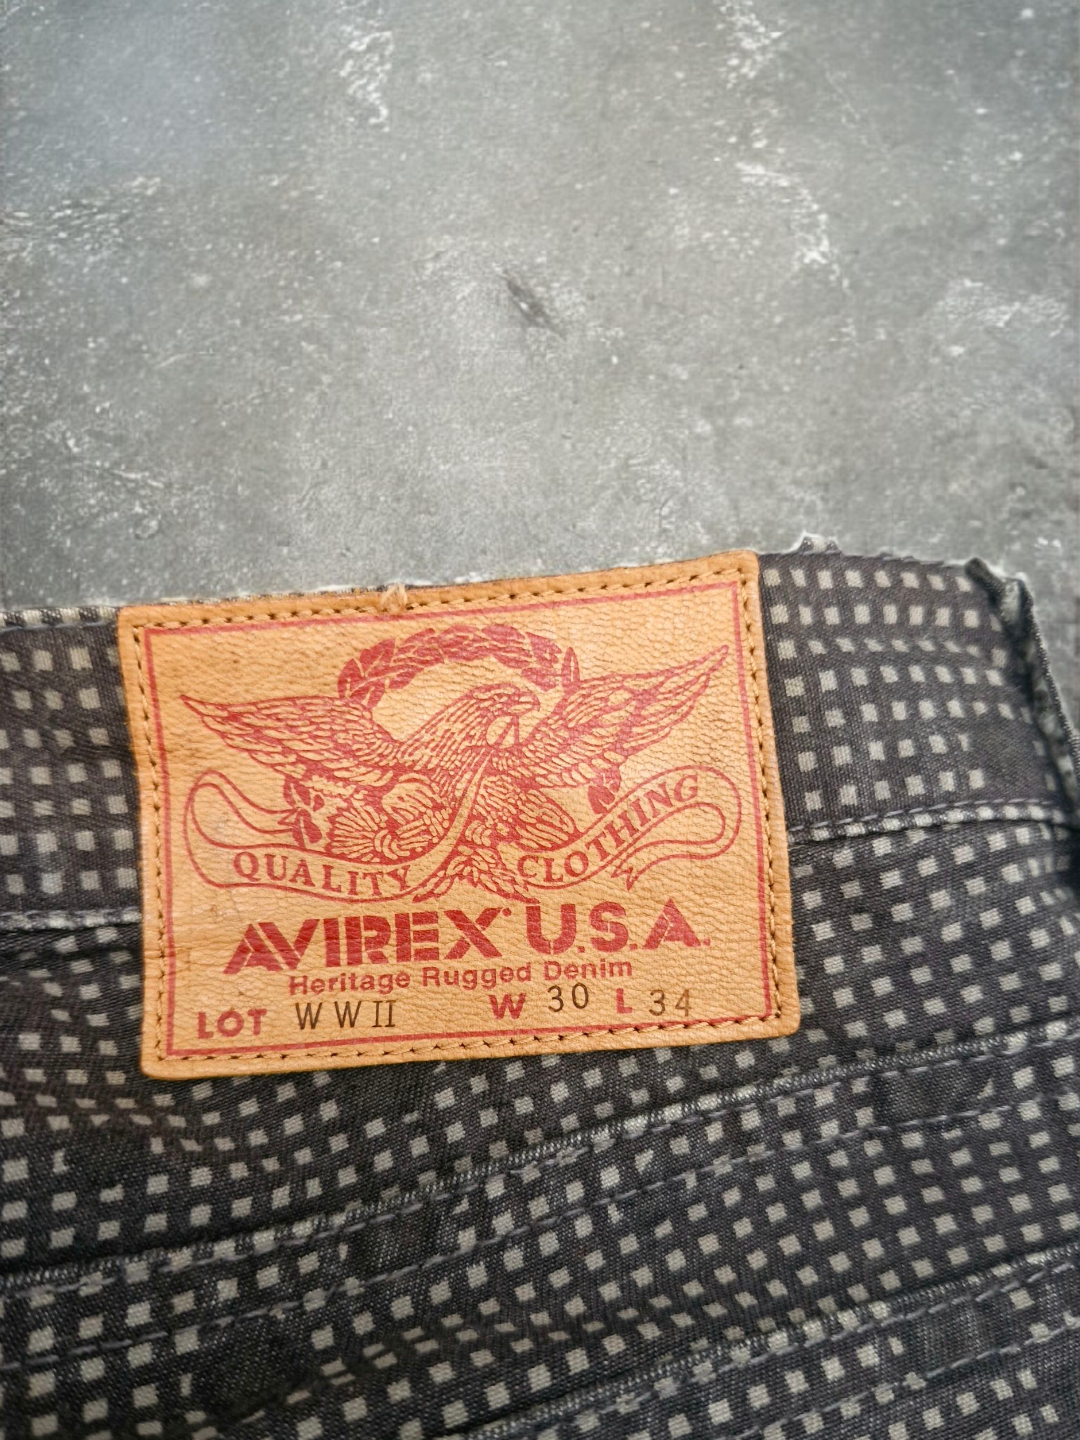 QUALITY CLOTHING
AVIREX U.S.A.
Heritage Rugged Denim
LOT WWII W 30 L 34